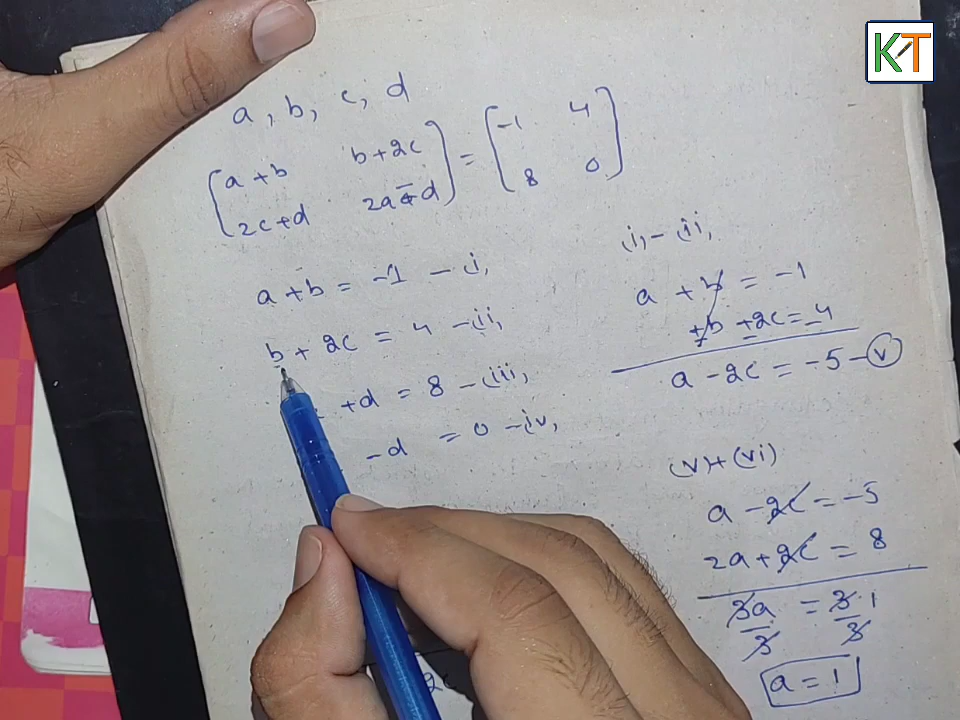 KT
a, b, c, d
(a+b b+2c) = [-1 4]
(2c+d 2a-d) [8 0]
a + b = -1 - i,
b + 2c = 4 - ii,
+d = 8 - iii,
-d = 0 - iv,
i, - ii,
a + b = -1
+b +2c = 4
a - 2c = -5 - v
(v)+(vi)
a - 2c = -5
2a + 2c = 8
3a/3 = 3/3 1
a = 1
2c